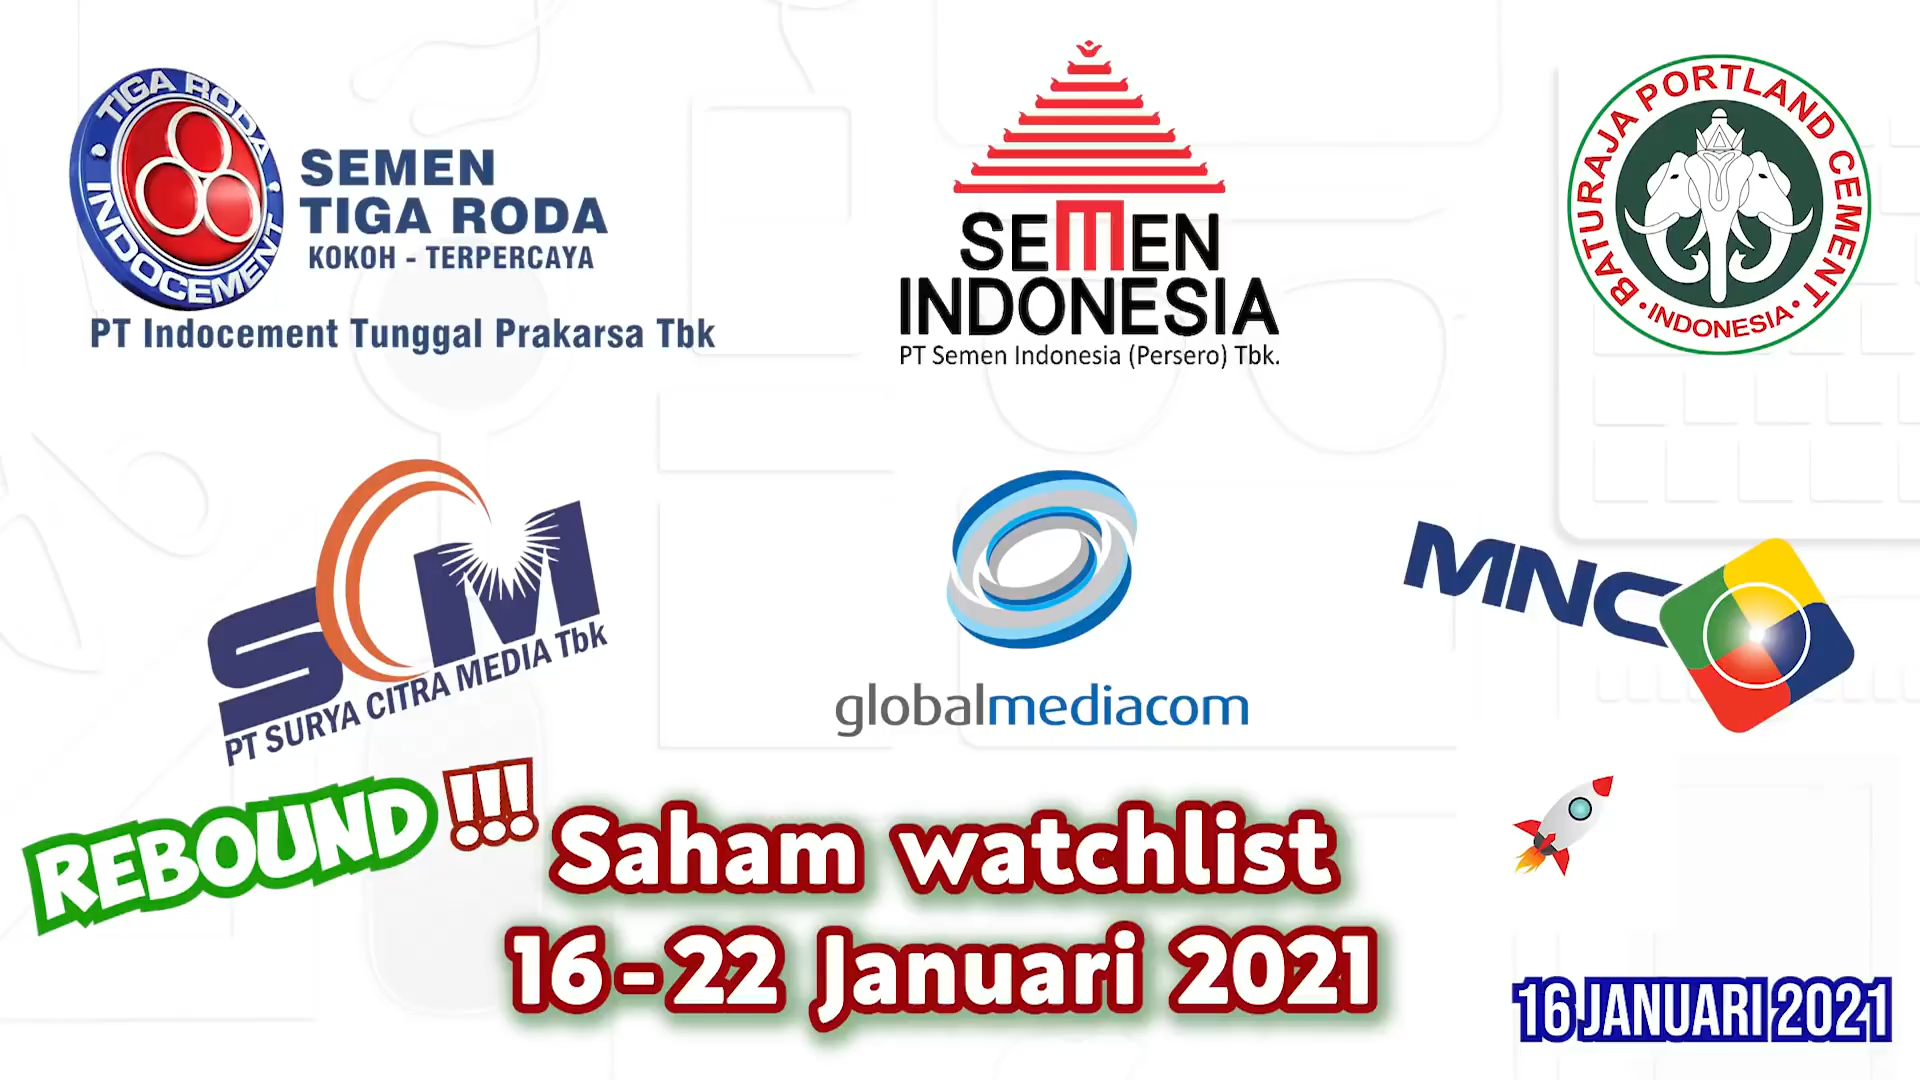 TIGA RODA
INDOCEMENT
SEMEN
TIGA RODA
KOKOH - TERPERCAYA
PT Indocement Tunggal Prakarsa Tbk
SEMEN
INDONESIA
PT Semen Indonesia (Persero) Tbk.
BATURAJA PORTLAND CEMENT
INDONESIA
SCM
PT SURYA CITRA MEDIA Tbk
globalmediacom
MNC
REBOUND !!!
Saham watchlist
16-22 Januari 2021
16 JANUARI 2021